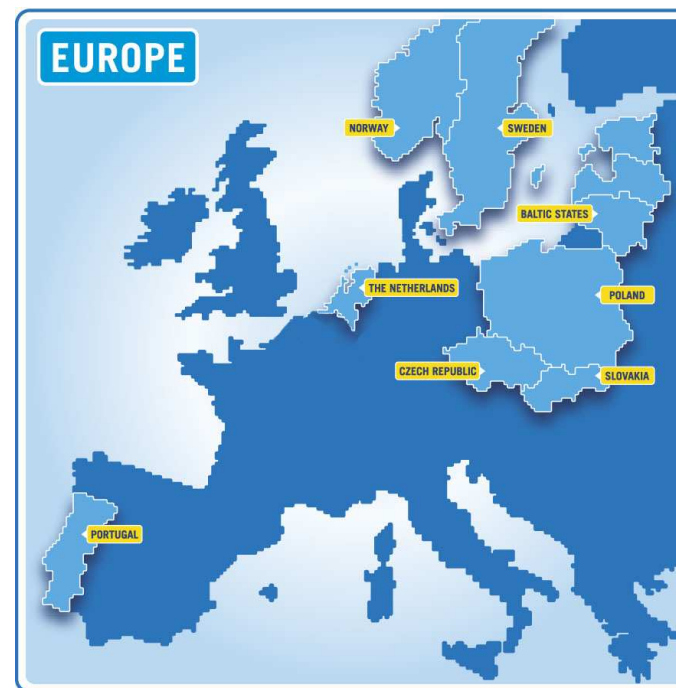 EUROPE
NORWAY
SWEDEN
BALTIC STATES
THE NETHERLANDS
POLAND
CZECH REPUBLIC
SLOVAKIA
PORTUGAL